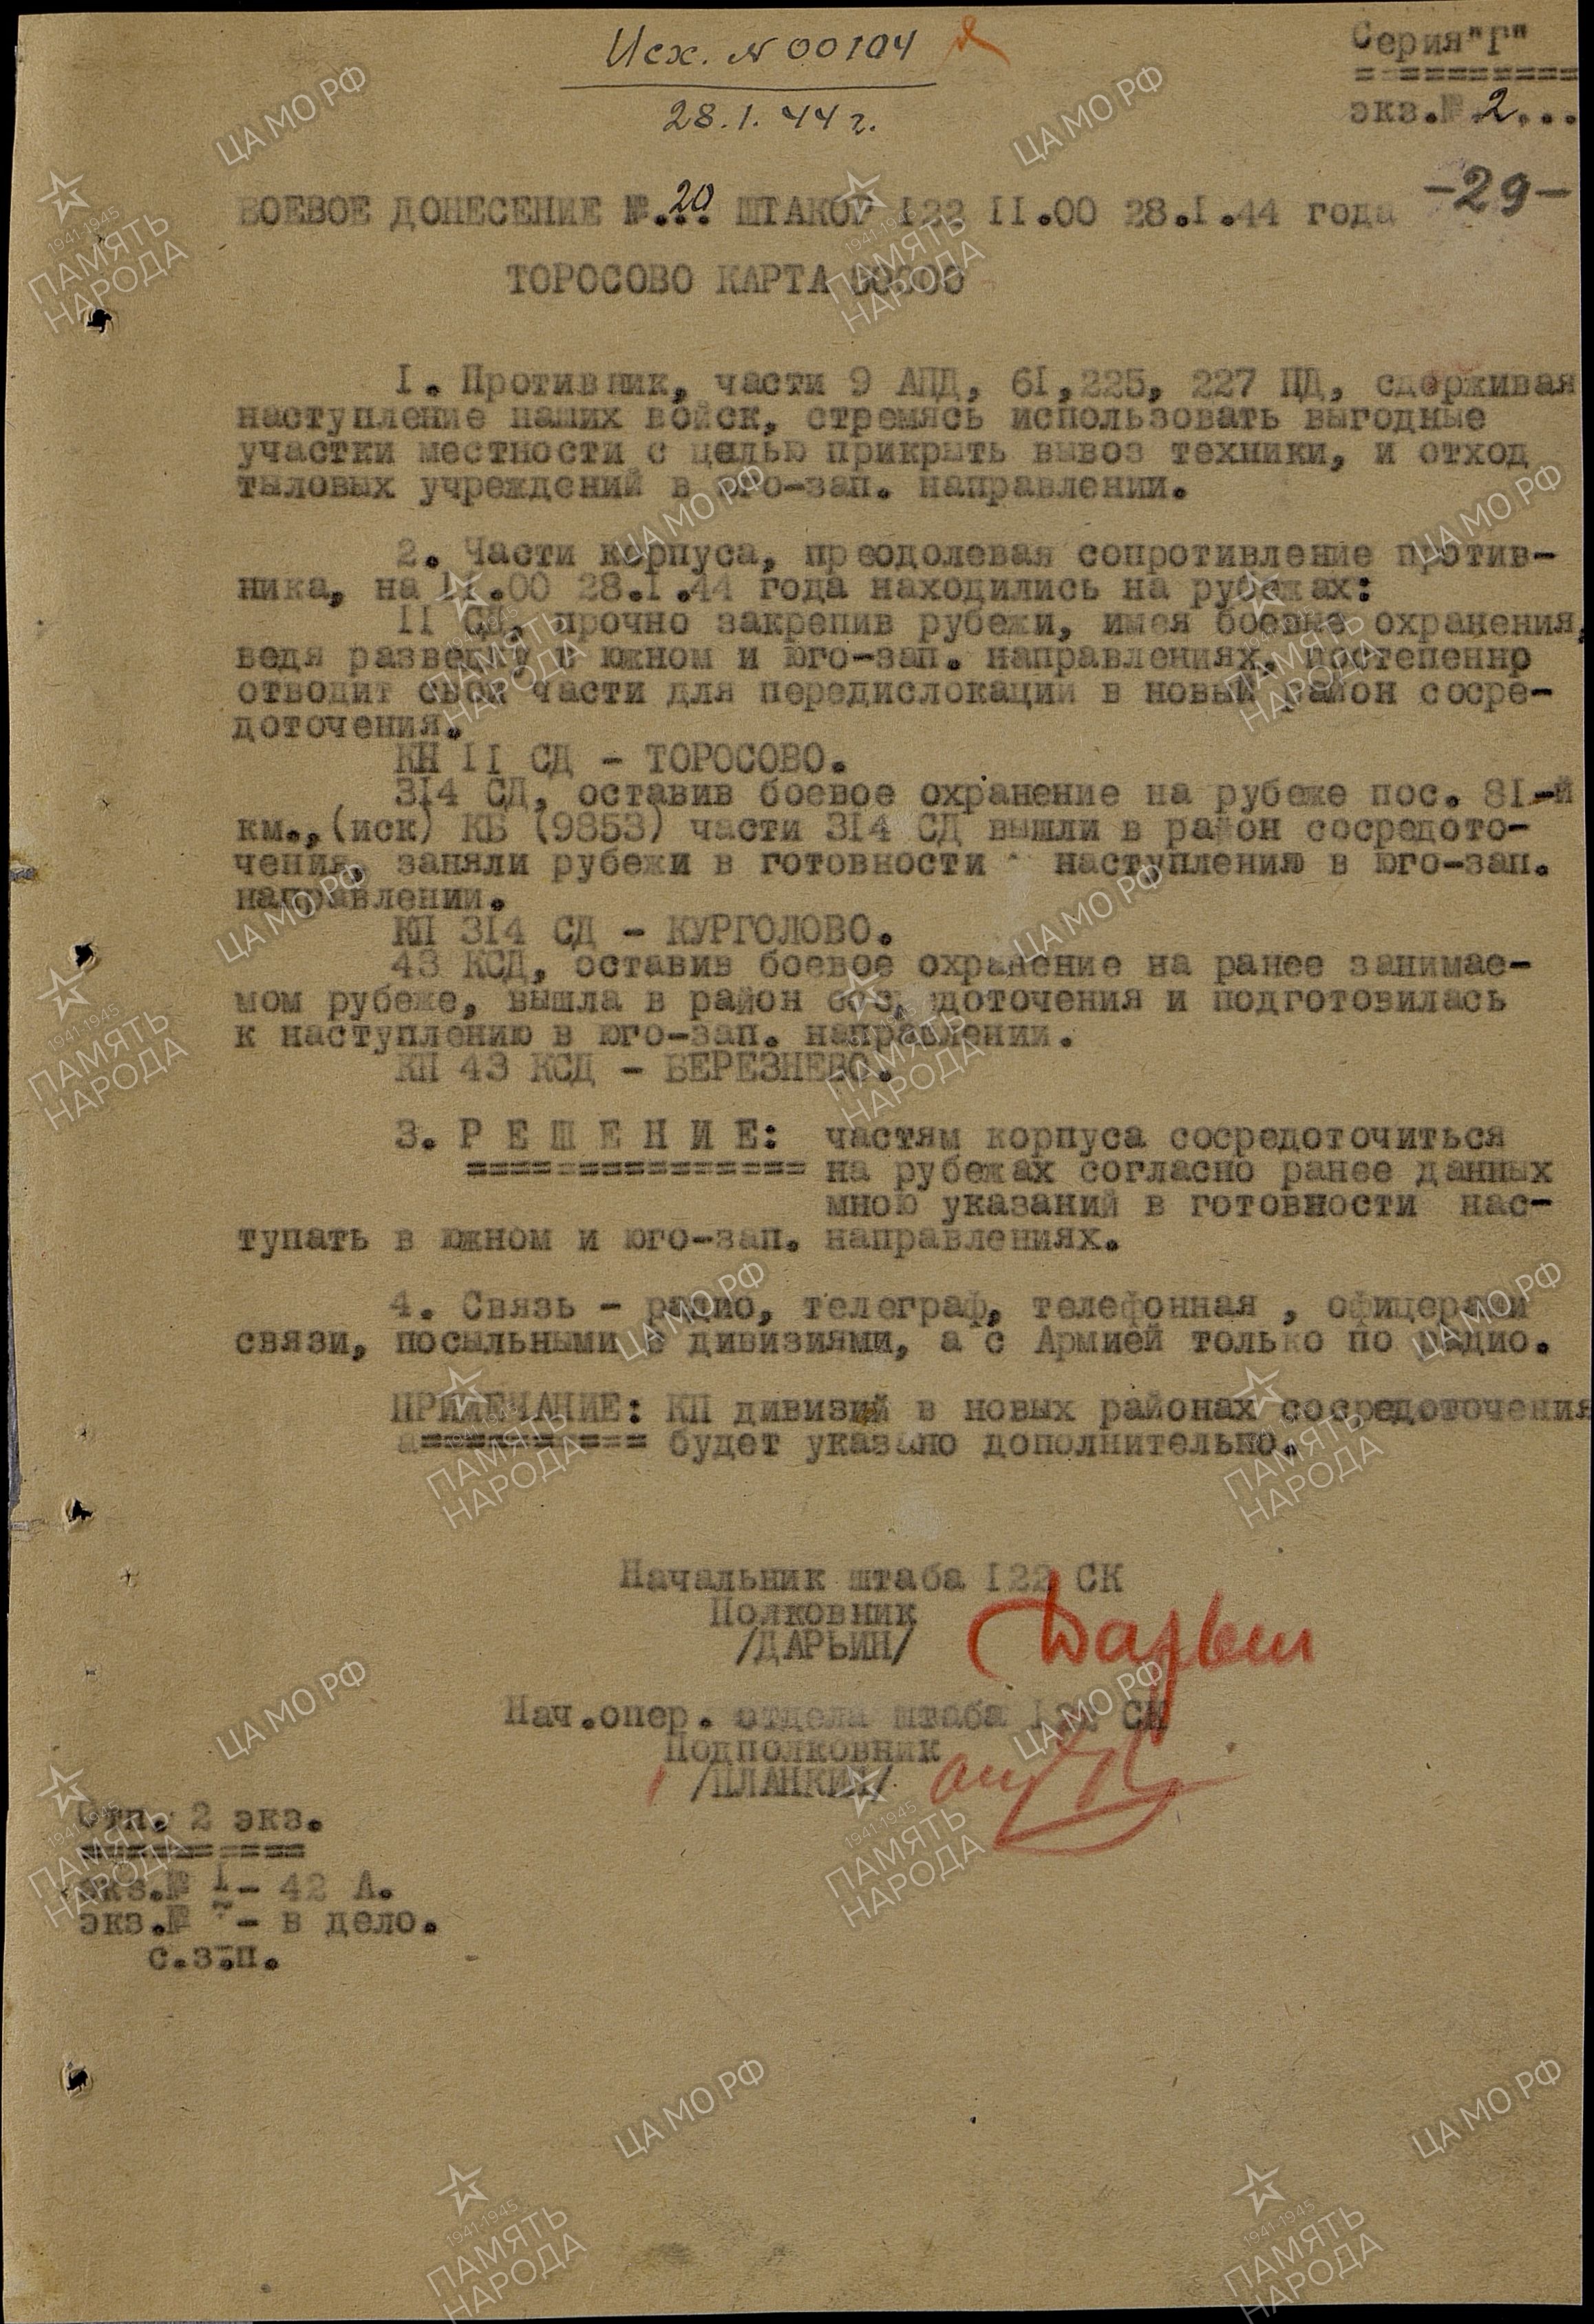 Исх. № 00104
28.1.44 г.
Серия "Г"
экз.№ 2...
-29-
БОЕВОЕ ДОНЕСЕНИЕ №.20. ШТАКОР 122 11.00 28.1.44 года
ТОРОСОВО КАРТА 50000
1. Противник, части 9 АПД, 61,225, 227 ПД, сдерживая
наступление наших войск, стремясь использовать выгодные
участки местности с целью прикрыть вывоз техники, и отход
тыловых учреждений в юго-зап. направлении.
2. Части корпуса, преодолевая сопротивление против-
ника, на 11.00 28.1.44 года находились на рубежах:
11 СД, прочно закрепив рубежи, имея боевые охранения,
ведя разведку в южном и юго-зап. направлениях, постепенно
отводит свои части для передислокации в новый район сосре-
доточения.
КП 11 СД - ТОРОСОВО.
314 СД, оставив боевое охранение на рубеже пос. 81-й
км.,(иск) КБ (9853) части 314 СД вышли в район сосредото-
чения, заняли рубежи в готовности наступлению в юго-зап.
направлении.
КП 314 СД - КУРГОЛОВО.
43 КСД, оставив боевое охранение на ранее занимае-
мом рубеже, вышла в район сосредоточения и подготовилась
к наступлению в юго-зап. направлении.
КП 43 КСД - БЕРЕЗНЕВО.
3. Р Е Ш Е Н И Е: частям корпуса сосредоточиться
=============== на рубежах согласно ранее данных
мною указаний в готовности нас-
тупать в южном и юго-зап. направлениях.
4. Связь - радио, телеграф, телефонная , офицерами
связи, посыльными с дивизиями, а с Армией только по радио.
ПРИМЕЧАНИЕ: КП дивизий в новых районах сосредоточения
=========== будет указано дополнительно.
Начальник штаба 122 СК
Полковник
/ДАРЬИН/ Дарьин
Нач.опер. отдела штаба 122 СК
Подполковник
/ПЛАНКИН/
Отп. 2 экз.
==========
экз.№ 1- 42 А.
экз.№ - в дело.
с.з.п.
ЦА МО РФ
1941-1945
ПАМЯТЬ
НАРОДА